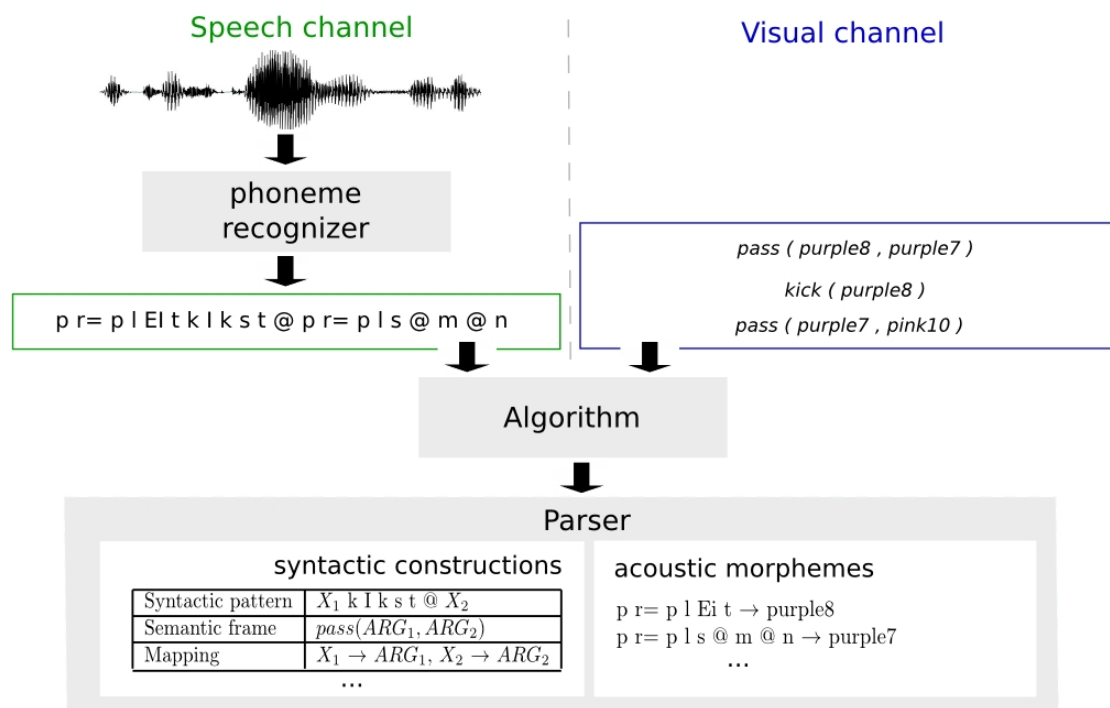 Speech channel
Visual channel
phoneme
recognizer
p r= p l EI t k I k s t @ p r= p l s @ m @ n
pass ( purple8 , purple7 )
kick ( purple8 )
pass ( purple7 , pink10 )
Algorithm
Parser
syntactic constructions
Syntactic pattern X₁ k I k s t @ X₂
Semantic frame pass(ARG₁, ARG₂)
Mapping X₁ → ARG₁, X₂ → ARG₂
...
acoustic morphemes
p r= p l Ei t → purple8
p r= p l s @ m @ n → purple7
...